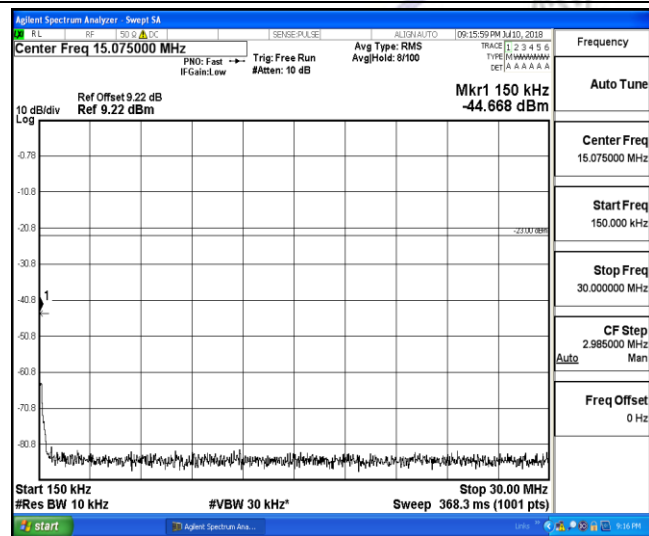 Agilent Spectrum Analyzer - Swept SA
RL RF 50 Ω DC SENSE:PULSE ALIGN AUTO 09:15:59 PM Jul 10, 2018
Center Freq 15.075000 MHz
PNO: Fast
IFGain:Low
Trig: Free Run
#Atten: 10 dB
Avg Type: RMS
Avg|Hold: 8/100
TRACE 1 2 3 4 5 6
TYPE MWWWWW
DET A A A A A A
Frequency
Ref Offset 9.22 dB
10 dB/div Ref 9.22 dBm
Log
Mkr1 150 kHz
-44.668 dBm
-0.78
-10.8
-20.8
-23.00 dBm
-30.8
-40.8
1
-50.8
-60.8
-70.8
-80.8
Start 150 kHz Stop 30.00 MHz
#Res BW 10 kHz #VBW 30 kHz* Sweep 368.3 ms (1001 pts)
Auto Tune
Center Freq
15.075000 MHz
Start Freq
150.000 kHz
Stop Freq
30.000000 MHz
CF Step
2.985000 MHz
Auto Man
Freq Offset
0 Hz
start Agilent Spectrum Ana... Links » 9:16 PM